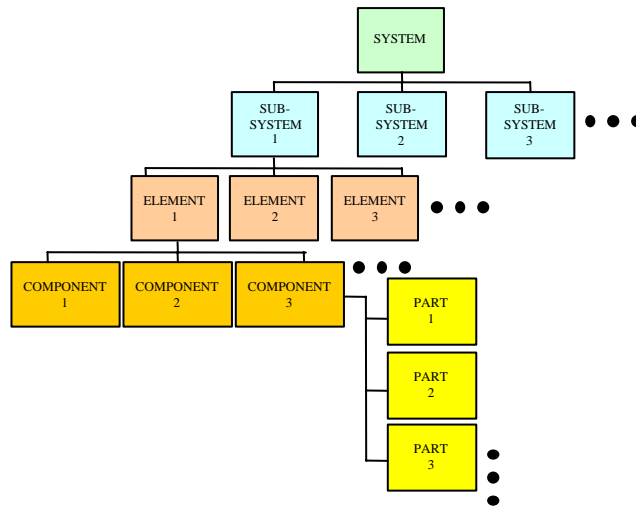 SYSTEM
SUB-
SYSTEM
1
SUB-
SYSTEM
2
SUB-
SYSTEM
3
ELEMENT
1
ELEMENT
2
ELEMENT
3
COMPONENT
1
COMPONENT
2
COMPONENT
3
PART
1
PART
2
PART
3